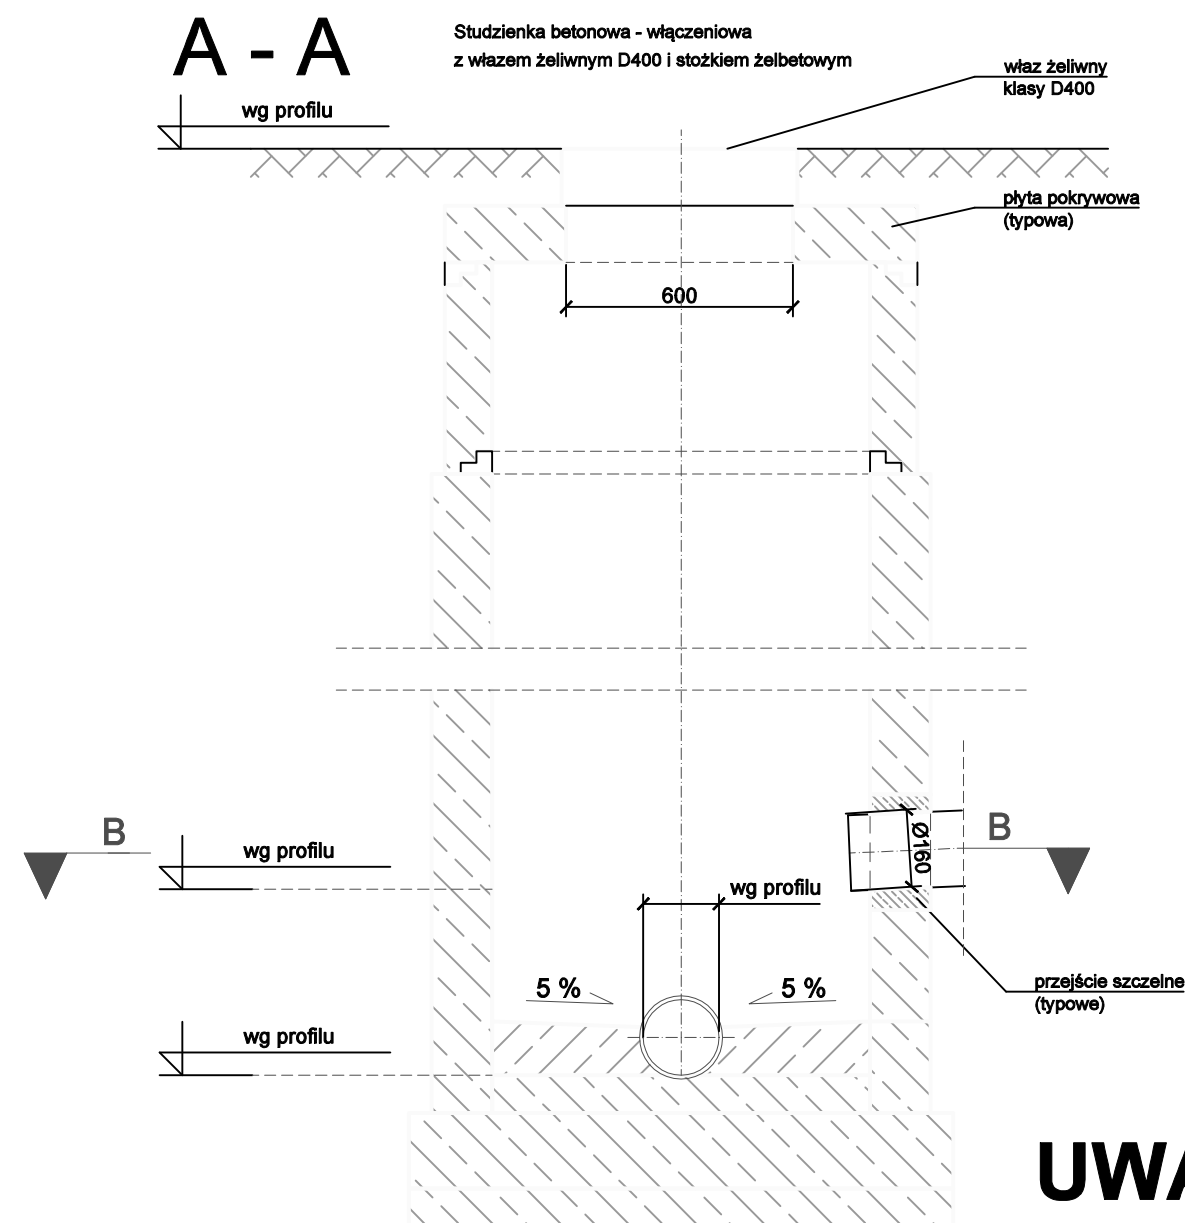 A - A
Studzienka betonowa - włączeniowa
z włazem żeliwnym D400 i stożkiem żelbetowym
właz żeliwny
klasy D400
wg profilu
płyta pokrywowa
(typowa)
600
B
wg profilu
Ø160
B
wg profilu
5 %
5 %
przejście szczelne
(typowe)
wg profilu
UWA